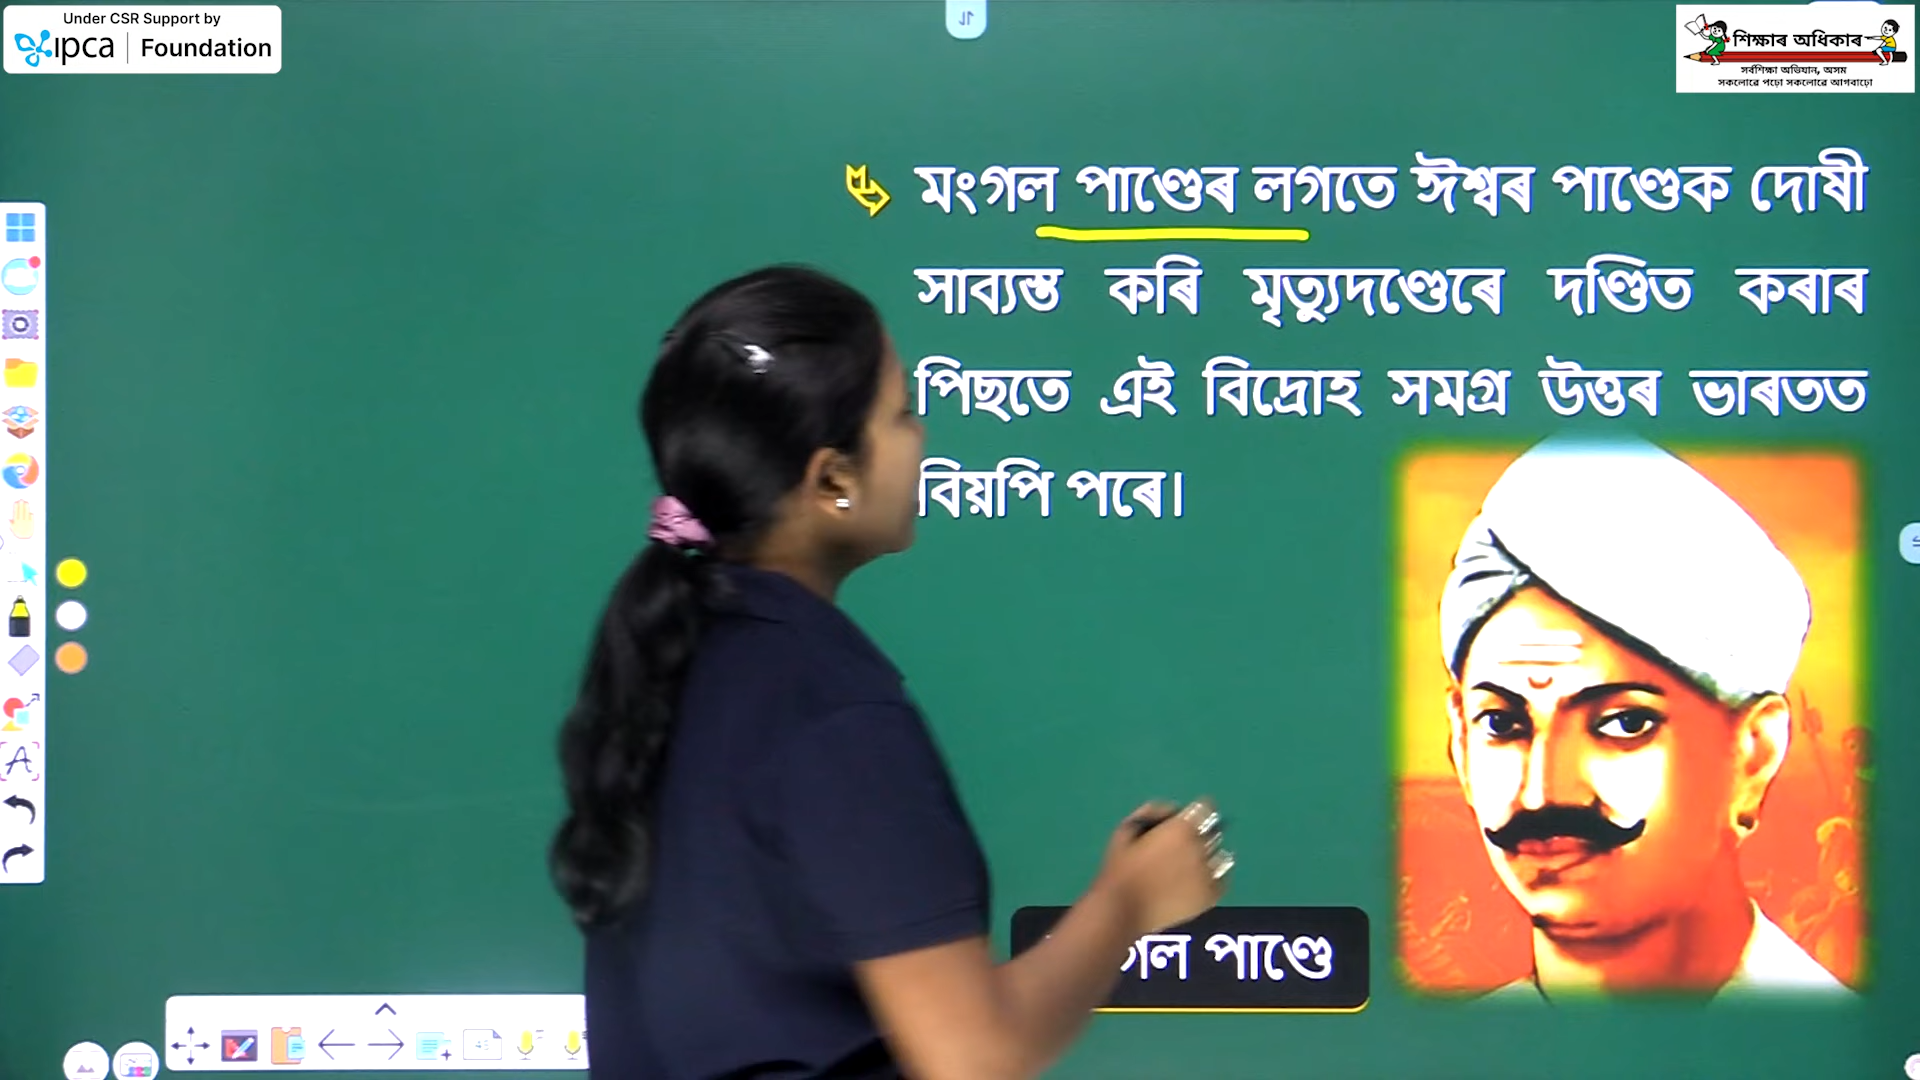 Under CSR Support by
ipca Foundation
শিক্ষাৰ অধিকাৰ
সৰ্বশিক্ষা অভিযান, অসম
সকলোৱে পঢ়ো সকলোৱে আগবাঢ়ো
মংগল পাণ্ডেৰ লগতে ঈশ্বৰ পাণ্ডেক দোষী
সাব্যস্ত কৰি মৃত্যুদণ্ডেৰে দণ্ডিত কৰাৰ
পিছতে এই বিদ্ৰোহ সমগ্ৰ উত্তৰ ভাৰতত
বিয়পি পৰে।
পাণ্ডে